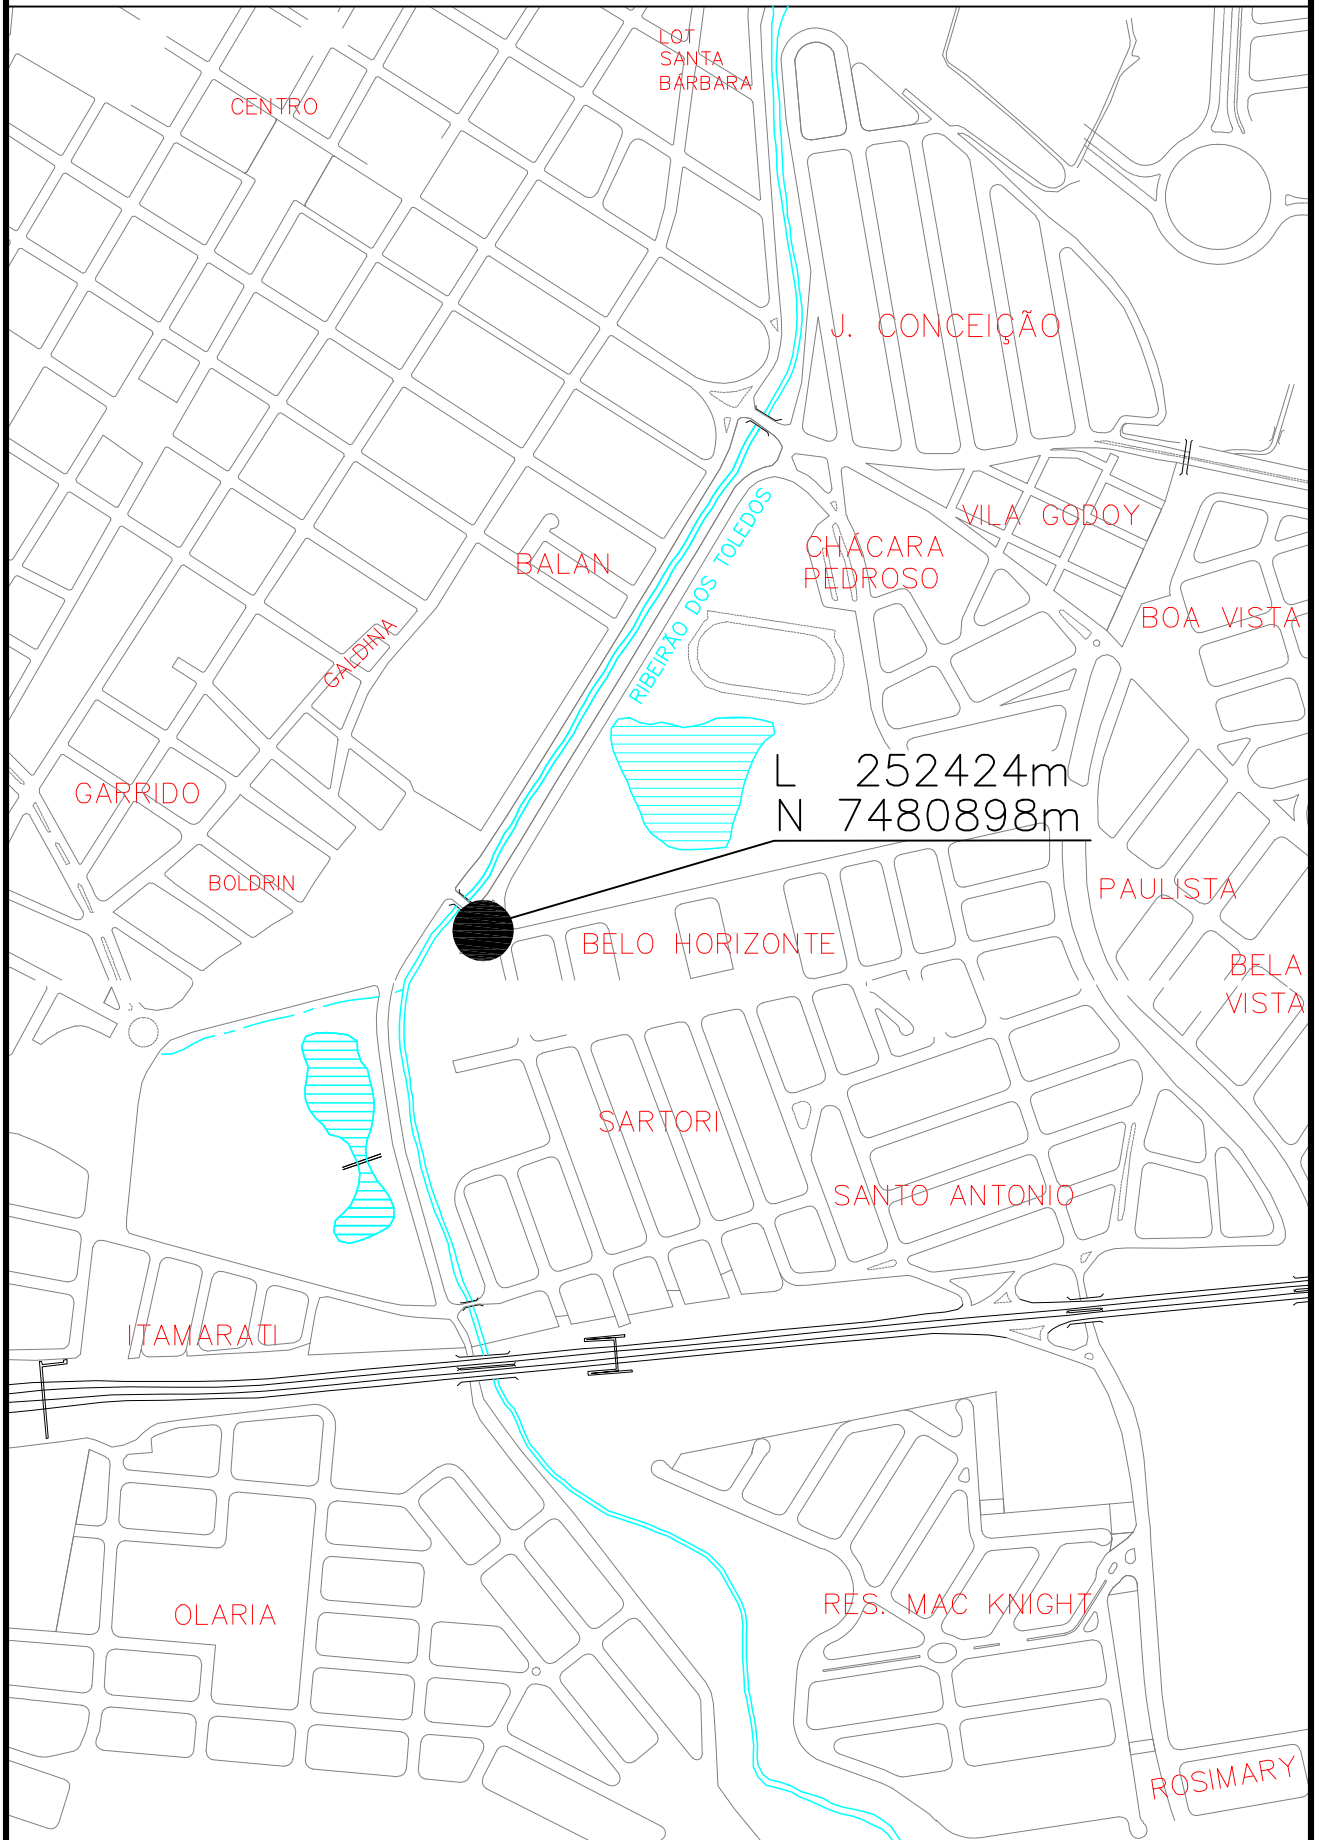 LOT
SANTA
BÁRBARA
CENTRO
J. CONCEIÇÃO
VILA GODOY
CHÁCARA
PEDROSO
BALAN
RIBEIRÃO DOS TOLEDOS
BOA VISTA
GALDINA
L 252424m
N 7480898m
GARRIDO
BOLDRIN
PAULISTA
BELO HORIZONTE
BELA
VISTA
SARTORI
SANTO ANTONIO
ITAMARATI
RES. MAC KNIGHT
OLARIA
ROSIMARY